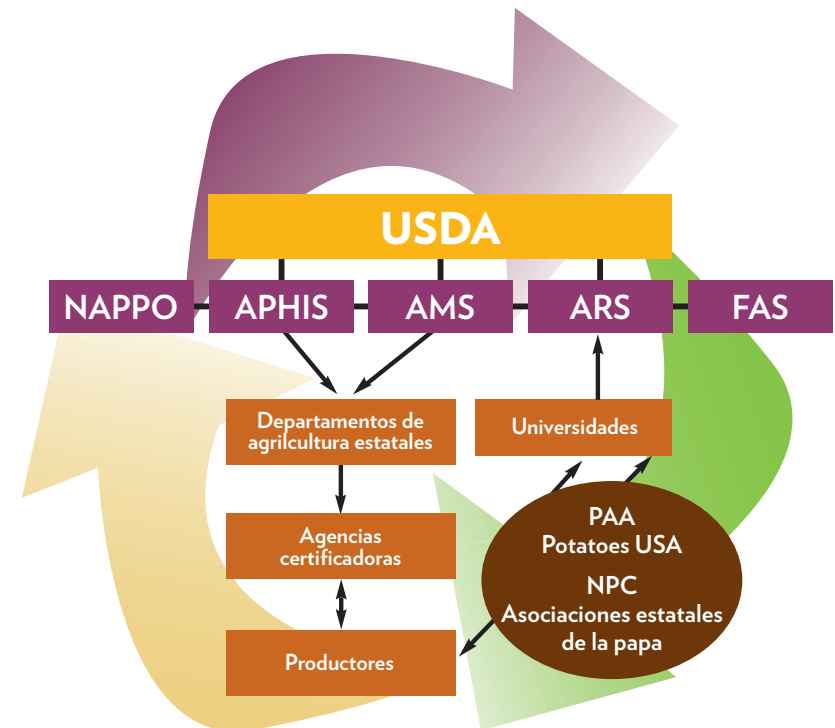 USDA
NAPPO
APHIS
AMS
ARS
FAS
Departamentos de
agrilcultura estatales
Universidades
Agencias
certificadoras
PAA
Potatoes USA
NPC
Asociaciones estatales
de la papa
Productores